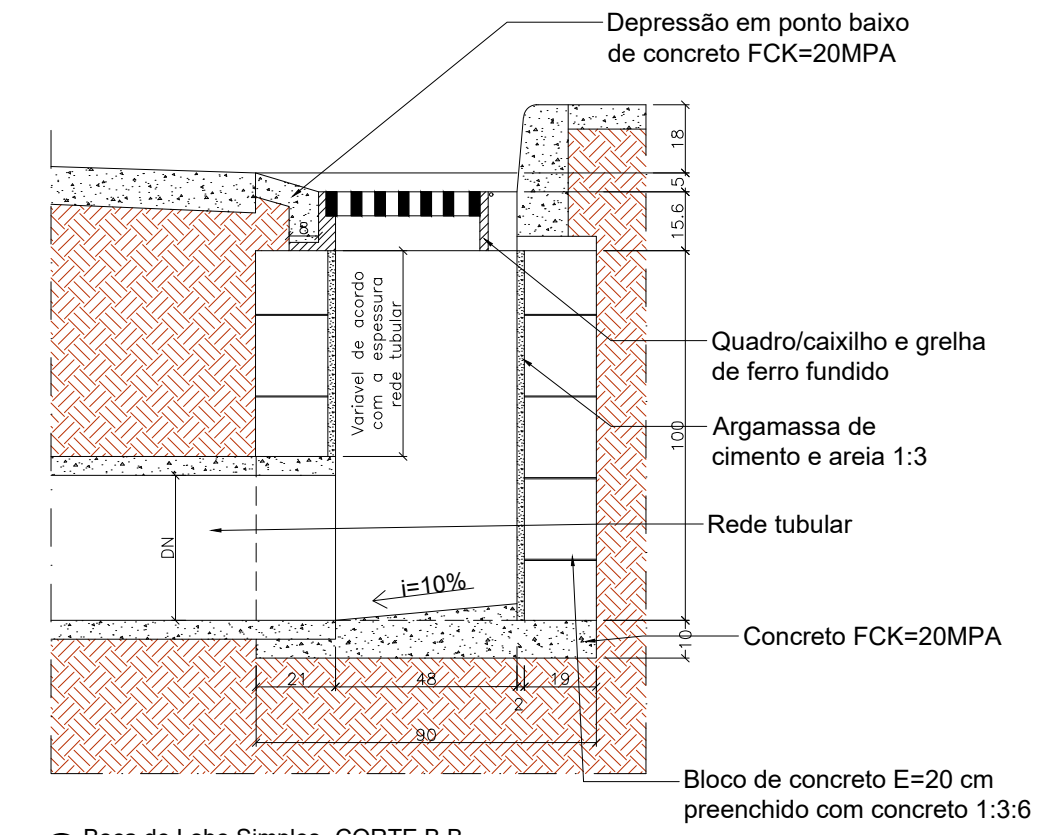 Depressão em ponto baixo
de concreto FCK=20MPA
18
5
15.6
8
Variavel de acordo
com a espessura
rede tubular
Quadro/caixilho e grelha
de ferro fundido
100
Argamassa de
cimento e areia 1:3
Rede tubular
DN
i=10%
Concreto FCK=20MPA
10
21
48
2
19
90
Bloco de concreto E=20 cm
preenchido com concreto 1:3:6